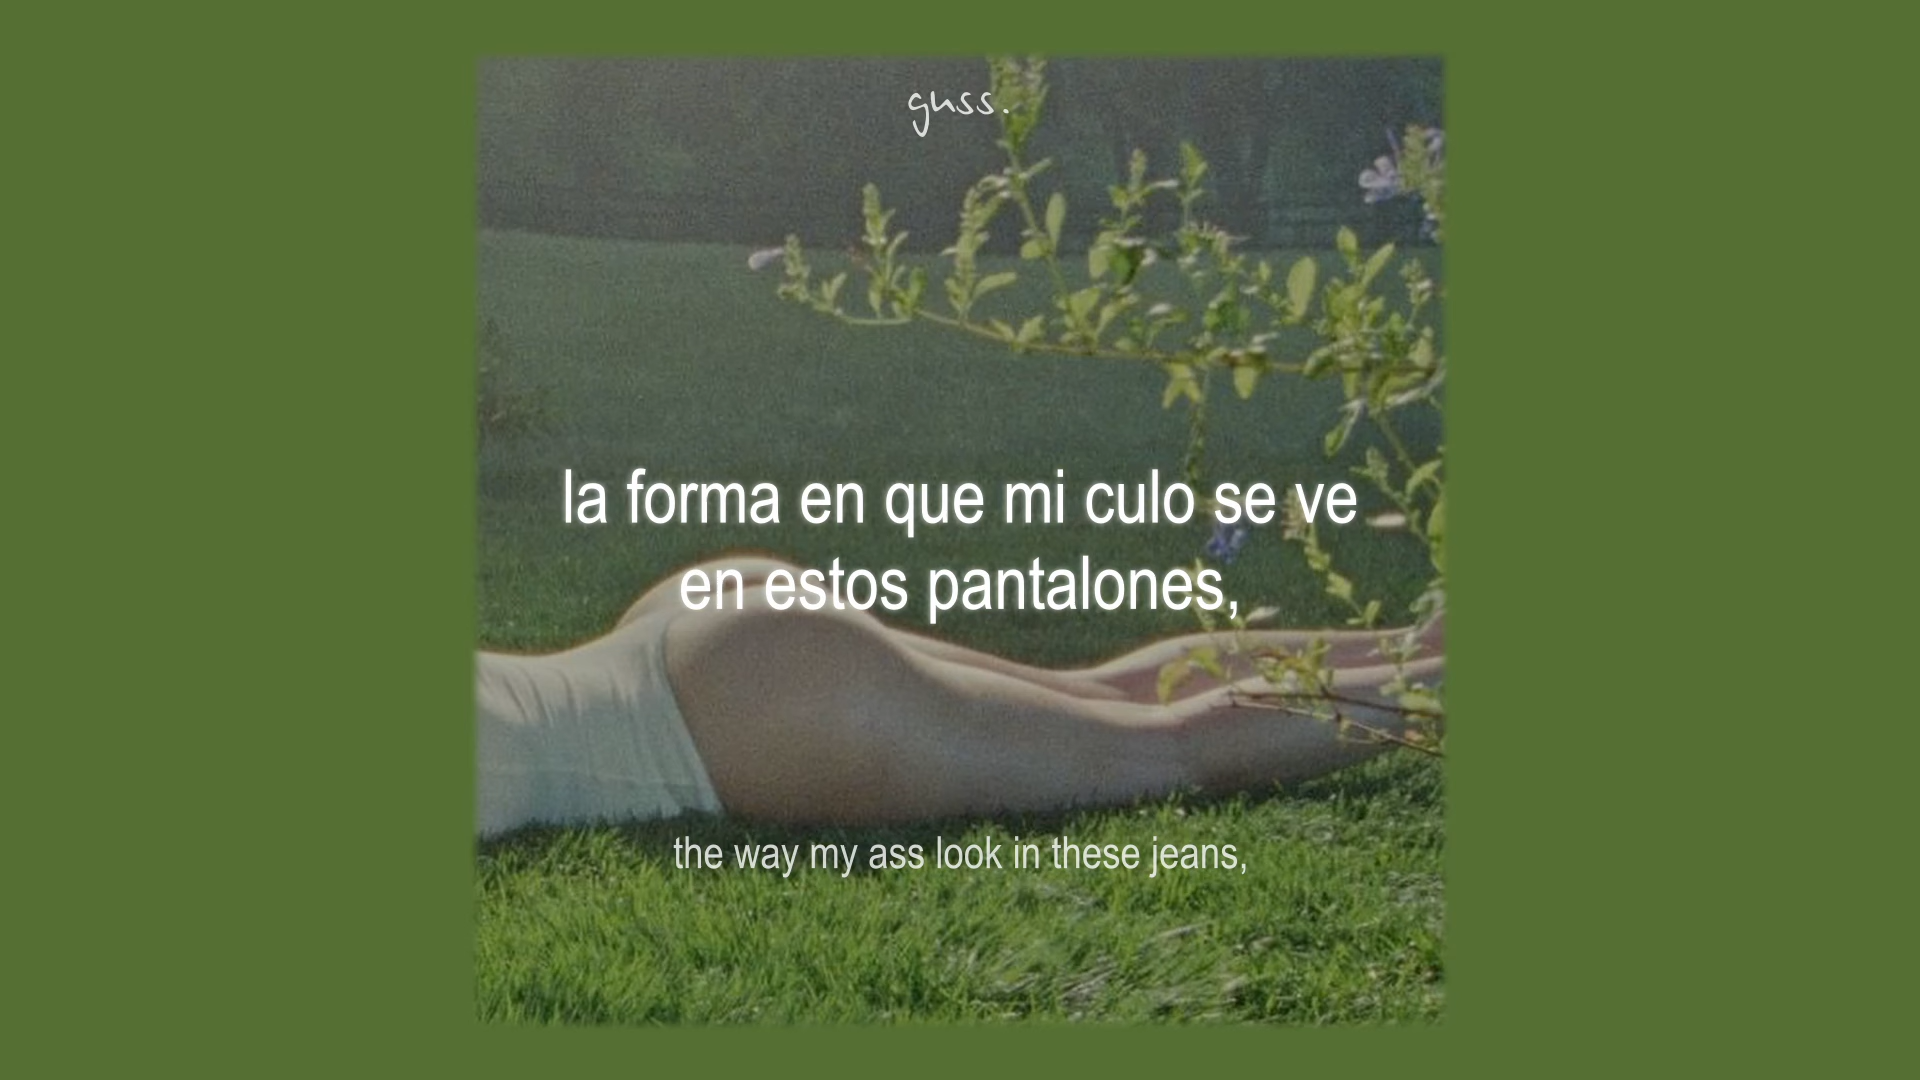 guss.
la forma en que mi culo se ve
en estos pantalones,
the way my ass look in these jeans,